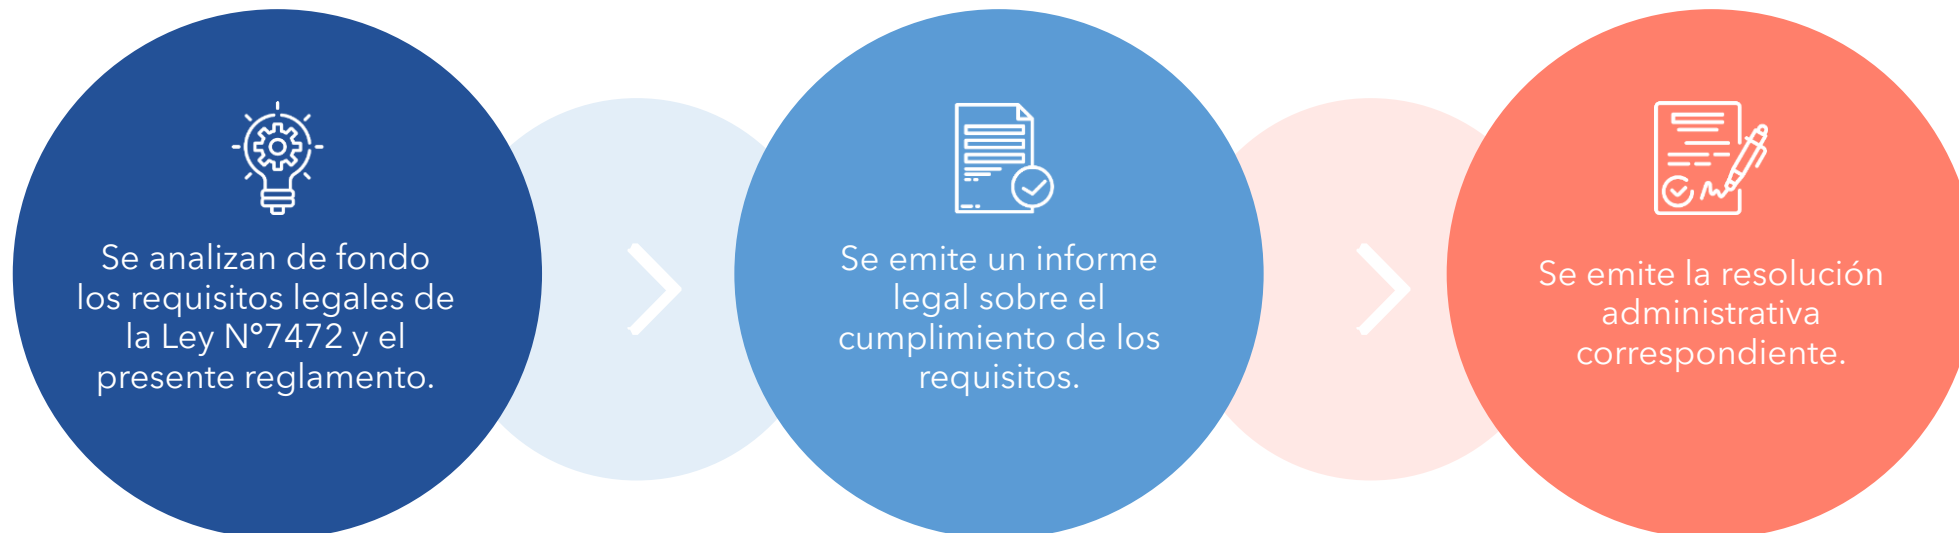 Se analizan de fondo
los requisitos legales de
la Ley Nº7472 y el
presente reglamento.
Se emite un informe
legal sobre el
cumplimiento de los
requisitos.
Se emite la resolución
administrativa
correspondiente.